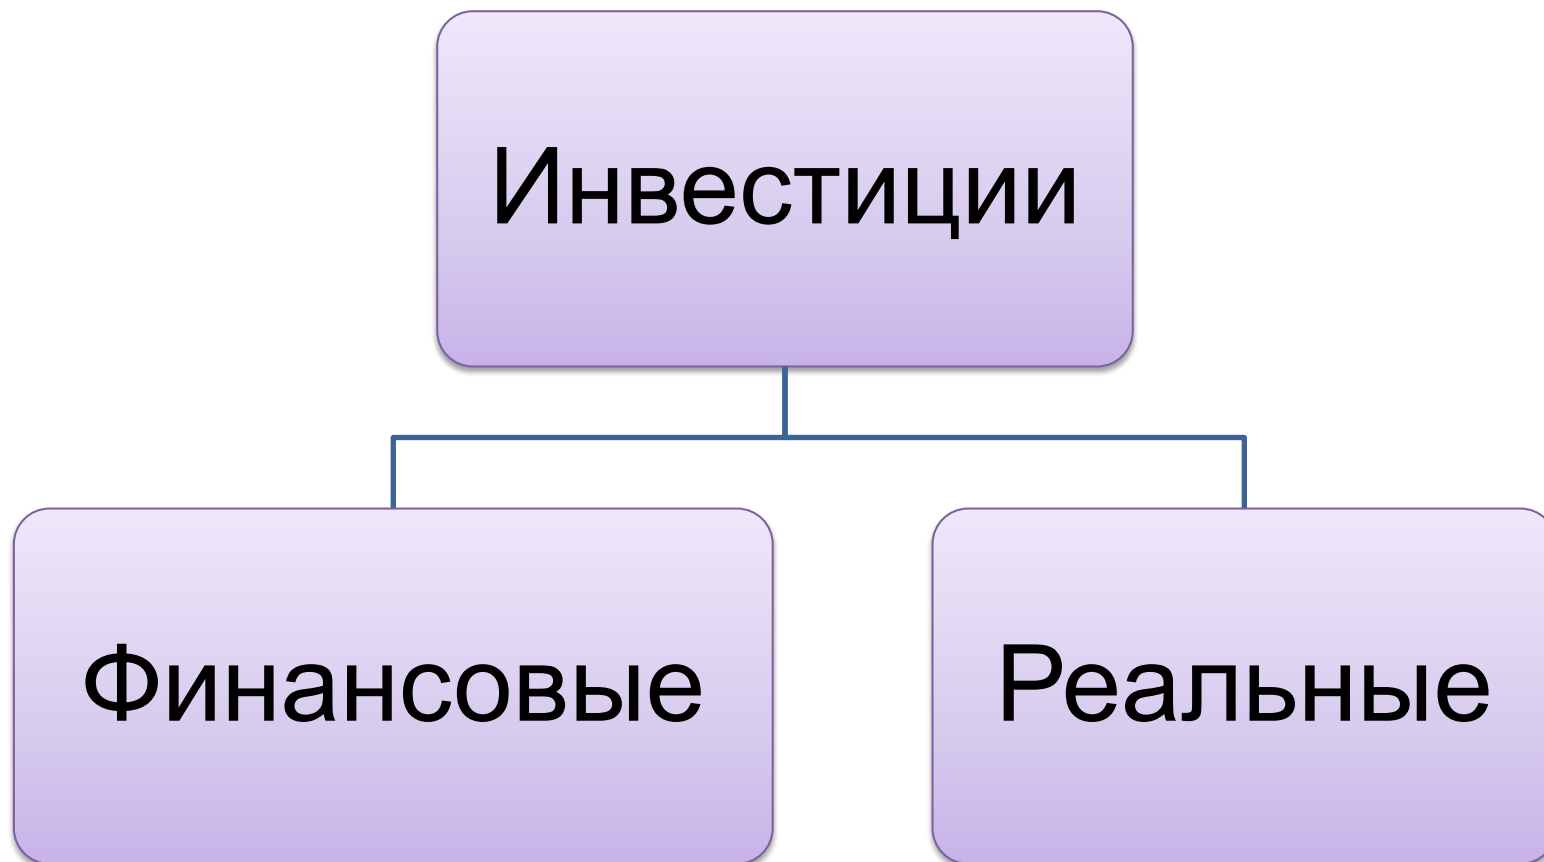 Инвестиции
Финансовые
Реальные